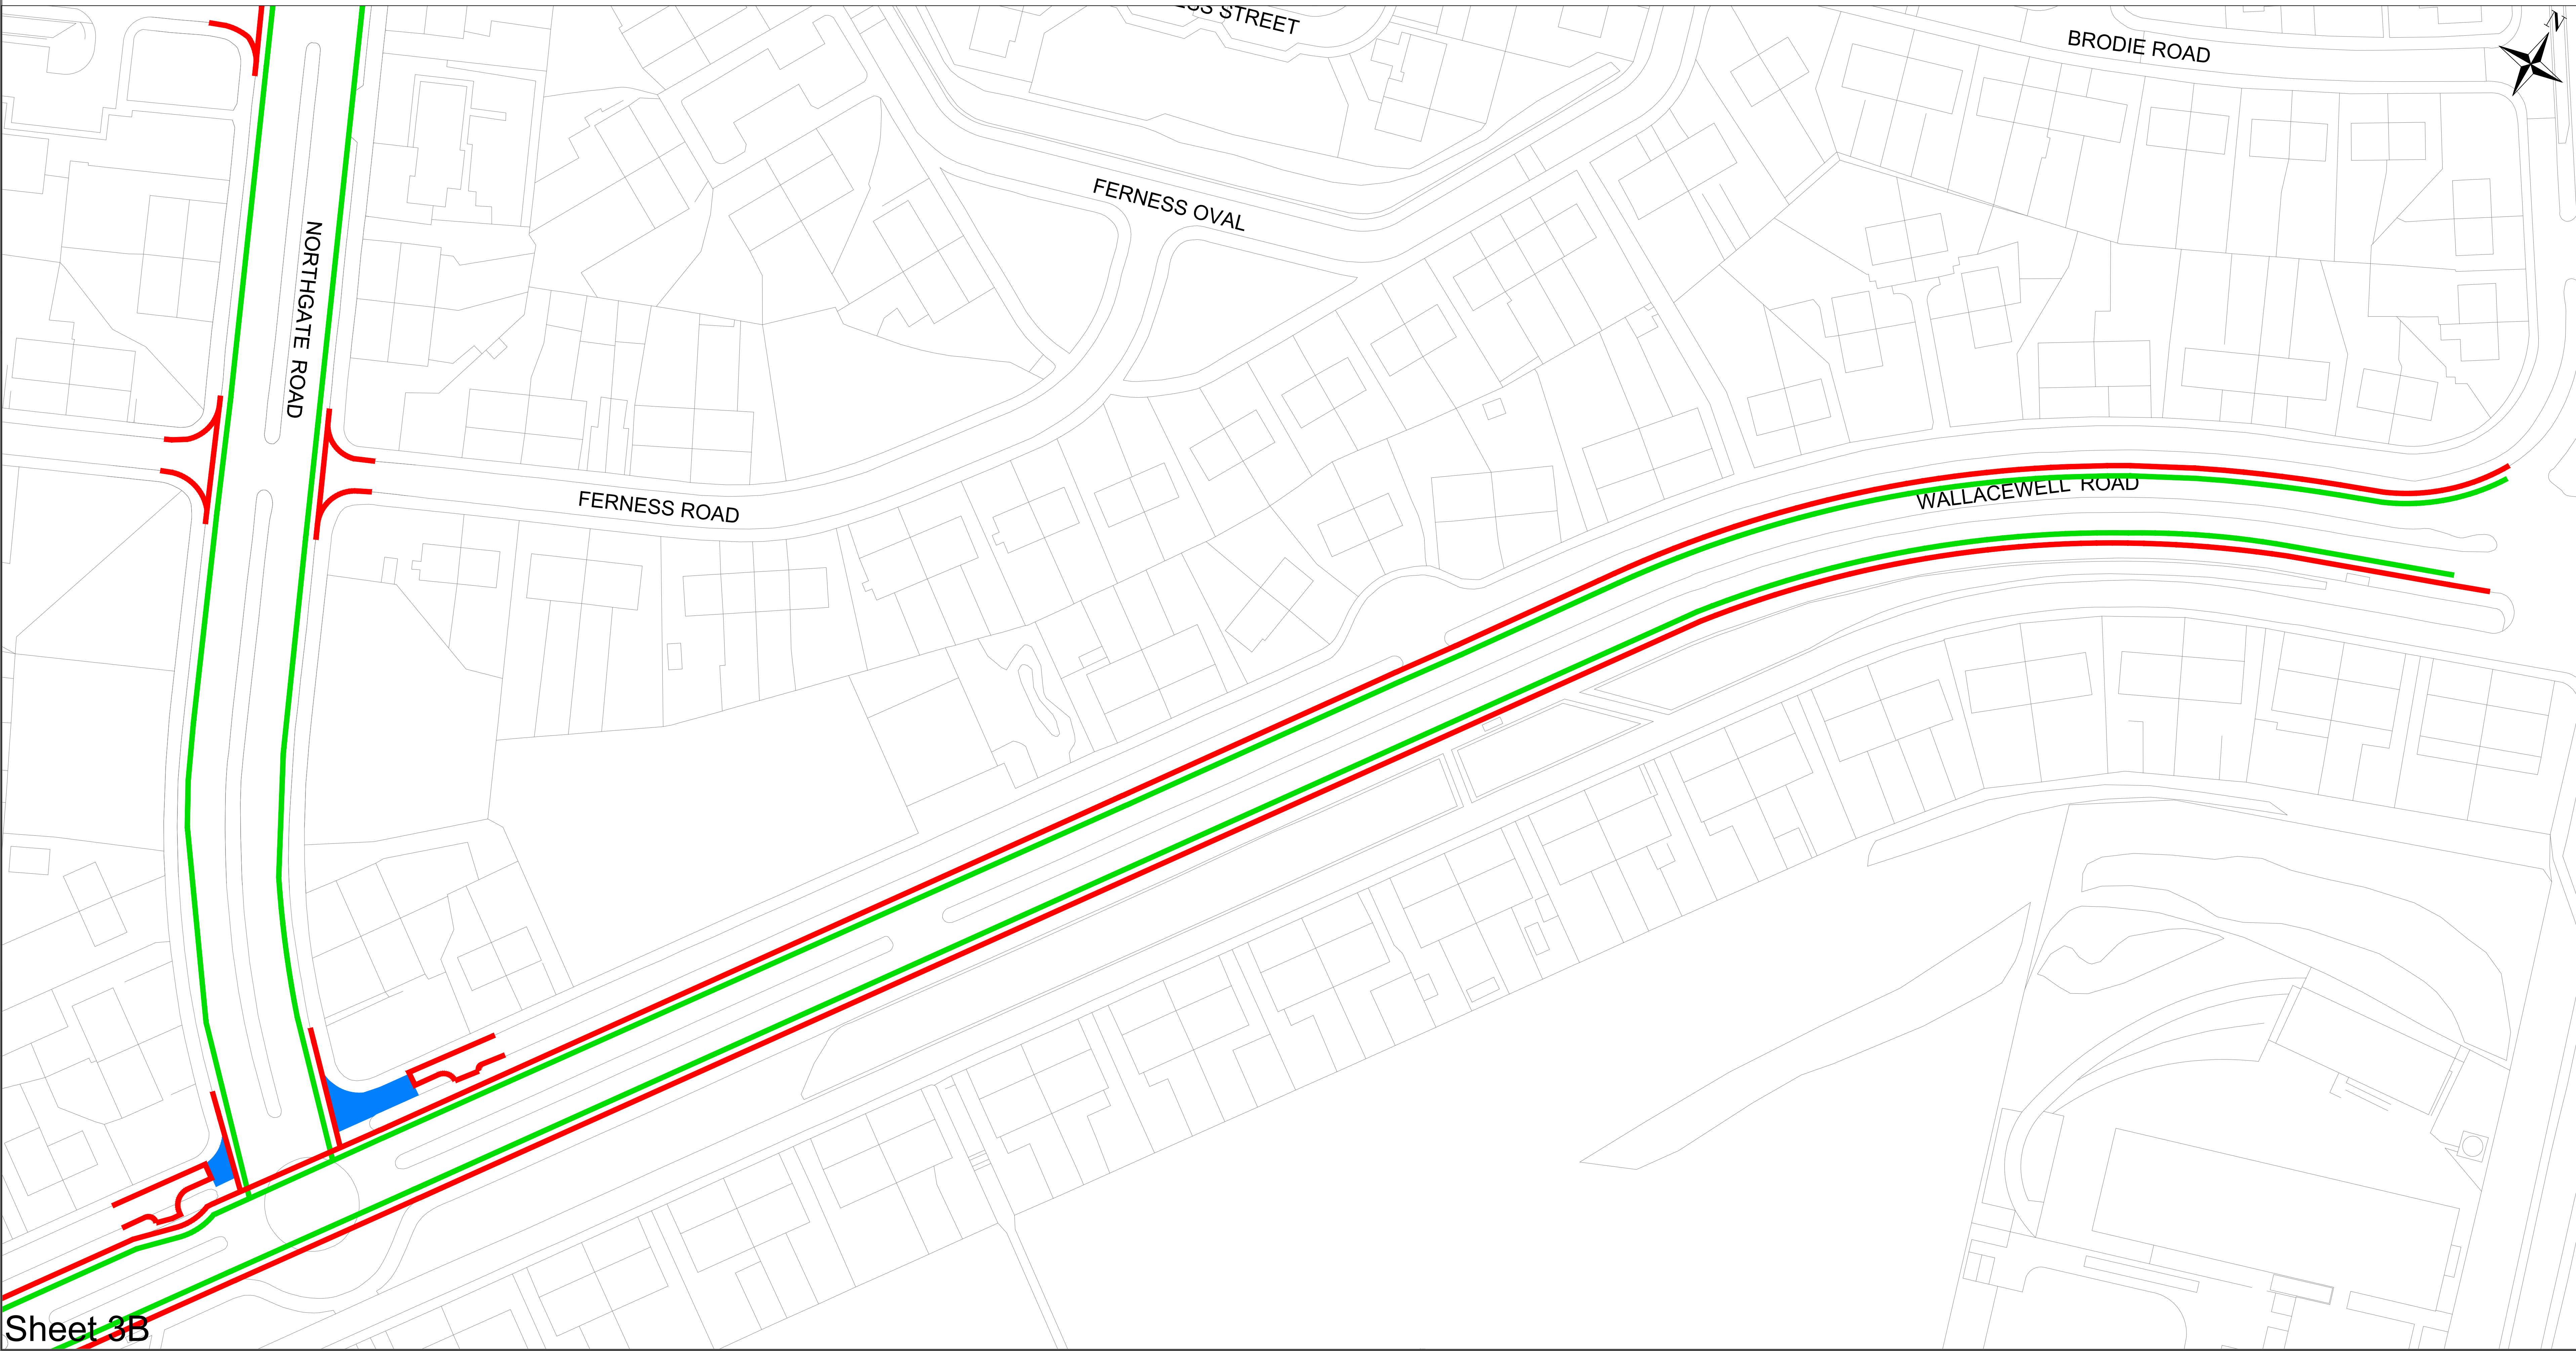 STREET
BRODIE ROAD
N
FERNESS OVAL
NORTHGATE ROAD
FERNESS ROAD
WALLACEWELL ROAD
Sheet 3B